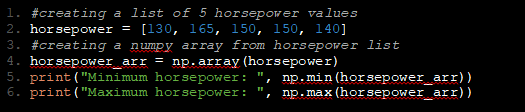 1. #creating a list of 5 horsepower values
2. horsepower = [130, 165, 150, 150, 140]
3. #creating a numpy array from horsepower list
4. horsepower_arr = np.array(horsepower)
5. print("Minimum horsepower: ", np.min(horsepower_arr))
6. print("Maximum horsepower: ", np.max(horsepower_arr))